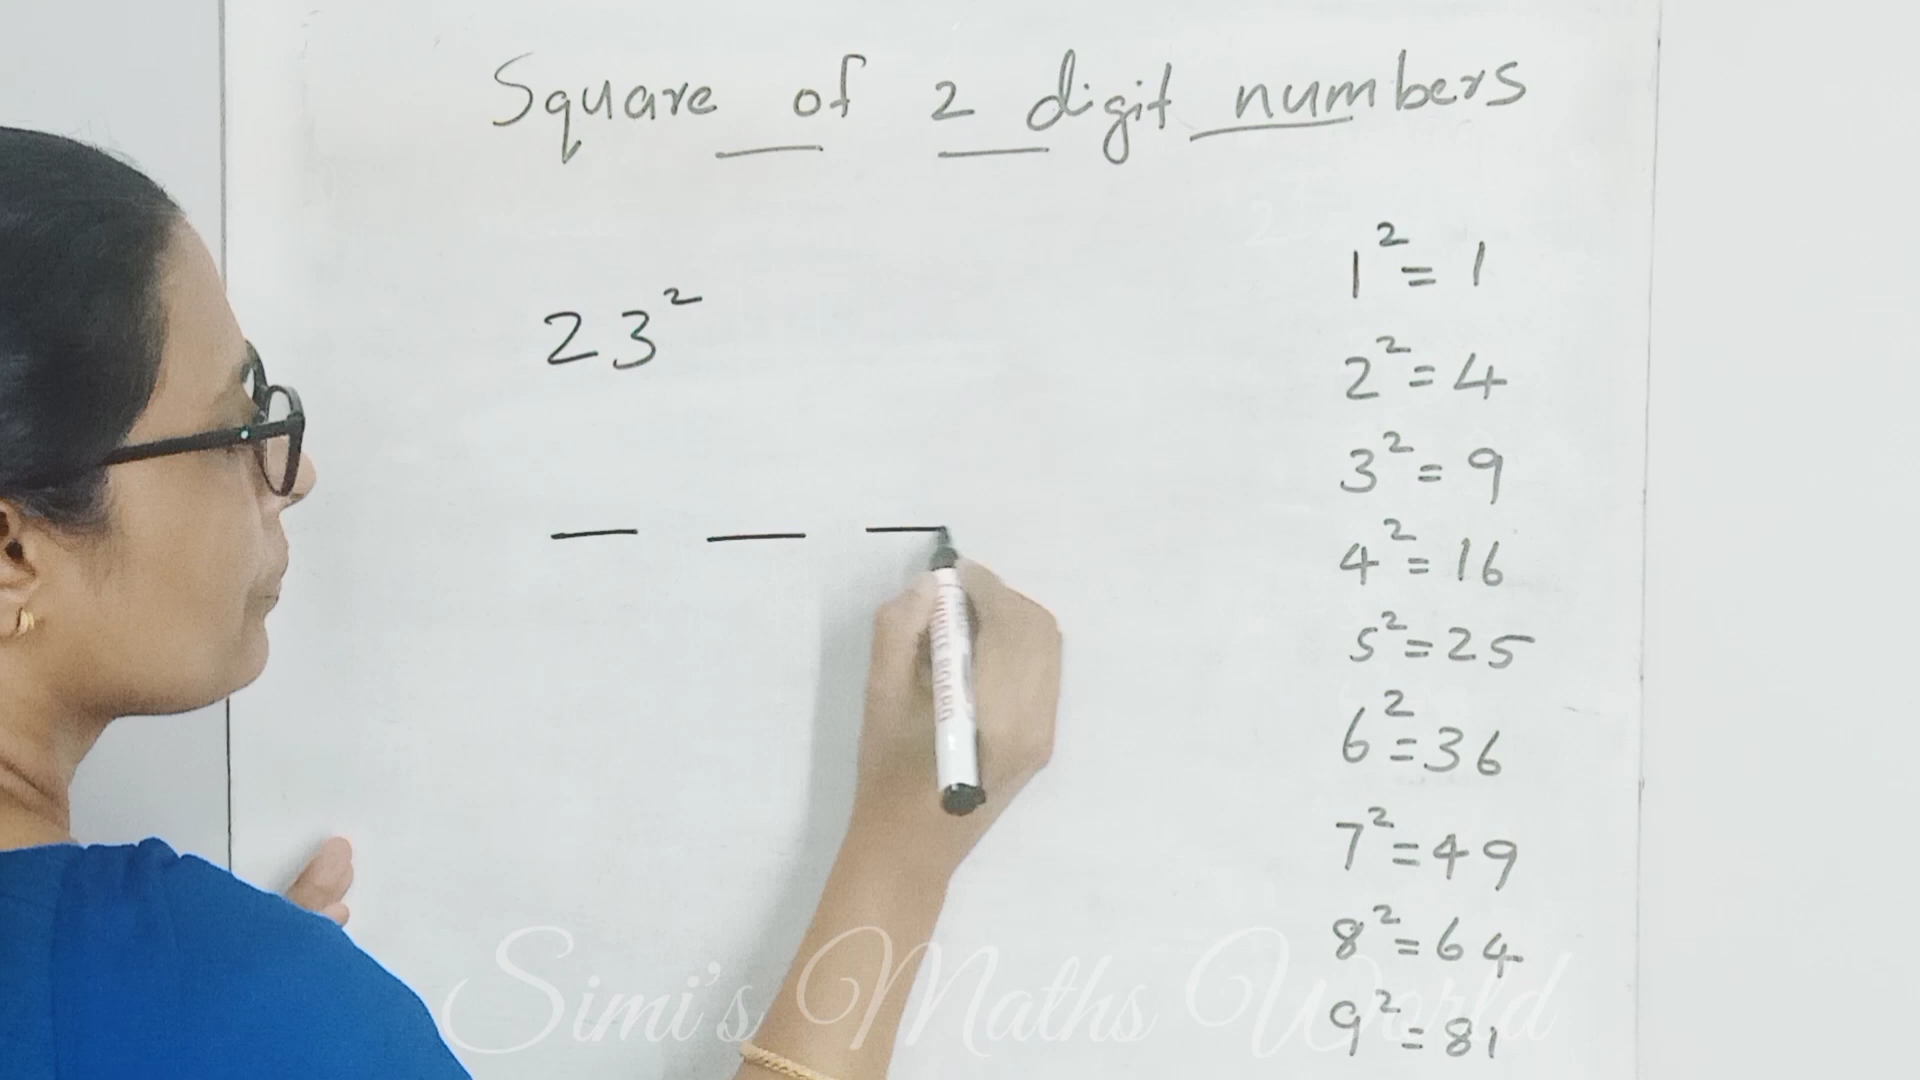 Square of 2 digit numbers
23²
1² = 1
2² = 4
3² = 9
4² = 16
5² = 25
6² = 36
7² = 49
8² = 64
9² = 81
Simi's Maths World